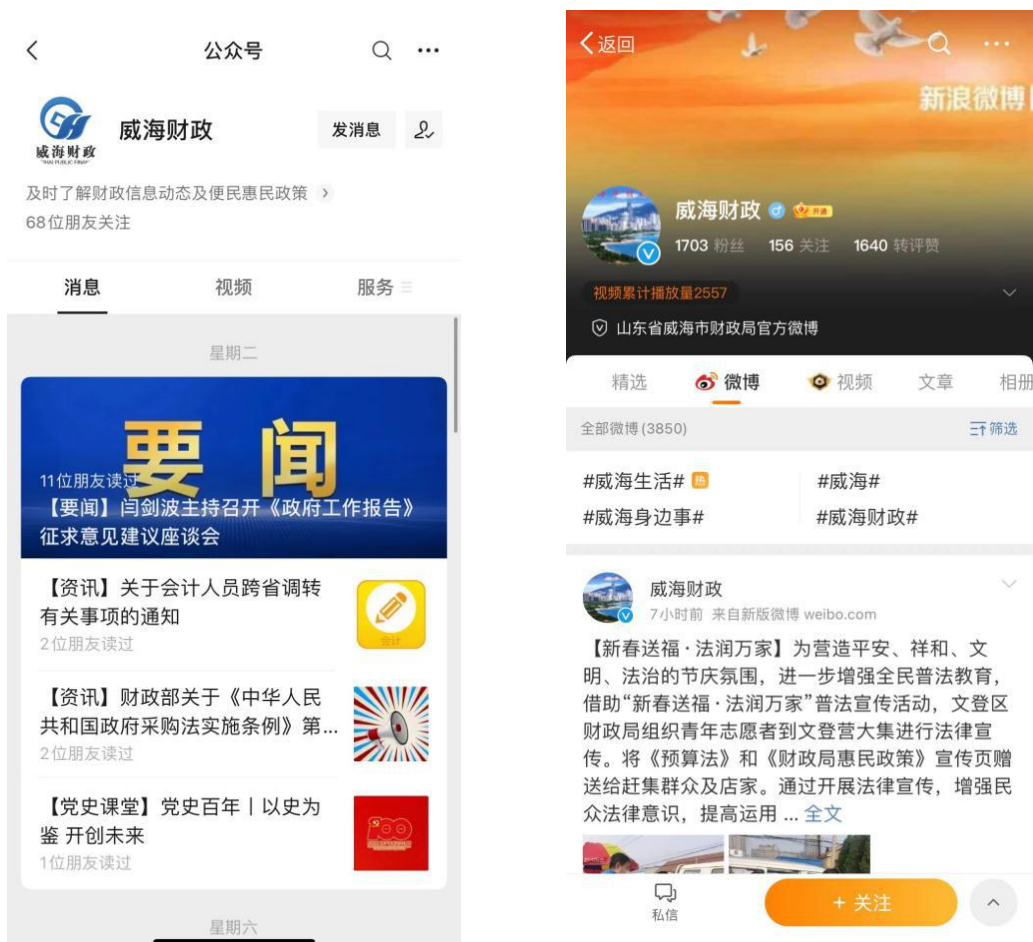 公众号
威海财政
威海财政
发消息
及时了解财政信息动态及便民惠民政策
68位朋友关注
消息
视频
服务
星期二
要闻
11位朋友读过
【要闻】闫剑波主持召开《政府工作报告》
征求意见建议座谈会
【资讯】关于会计人员跨省调转
有关事项的通知
2位朋友读过
会计
【资讯】财政部关于《中华人民
共和国政府采购法实施条例》第...
2位朋友读过
【党史课堂】党史百年丨以史为
鉴 开创未来
1位朋友读过
100
星期六
返回
新浪微博
威海财政
开通
1703 粉丝 156 关注 1640 转评赞
视频累计播放量2557
山东省威海市财政局官方微博
精选
微博
视频
文章
相册
全部微博(3850)
筛选
#威海生活# 热
#威海#
#威海身边事#
#威海财政#
威海财政
7小时前 来自新版微博 weibo.com
【新春送福·法润万家】为营造平安、祥和、文
明、法治的节庆氛围，进一步增强全民普法教育，
借助“新春送福·法润万家”普法宣传活动，文登区
财政局组织青年志愿者到文登营大集进行法律宣
传。将《预算法》和《财政局惠民政策》宣传页赠
送给赶集群众及店家。通过开展法律宣传，增强民
众法律意识，提高运用 ... 全文
私信
+ 关注